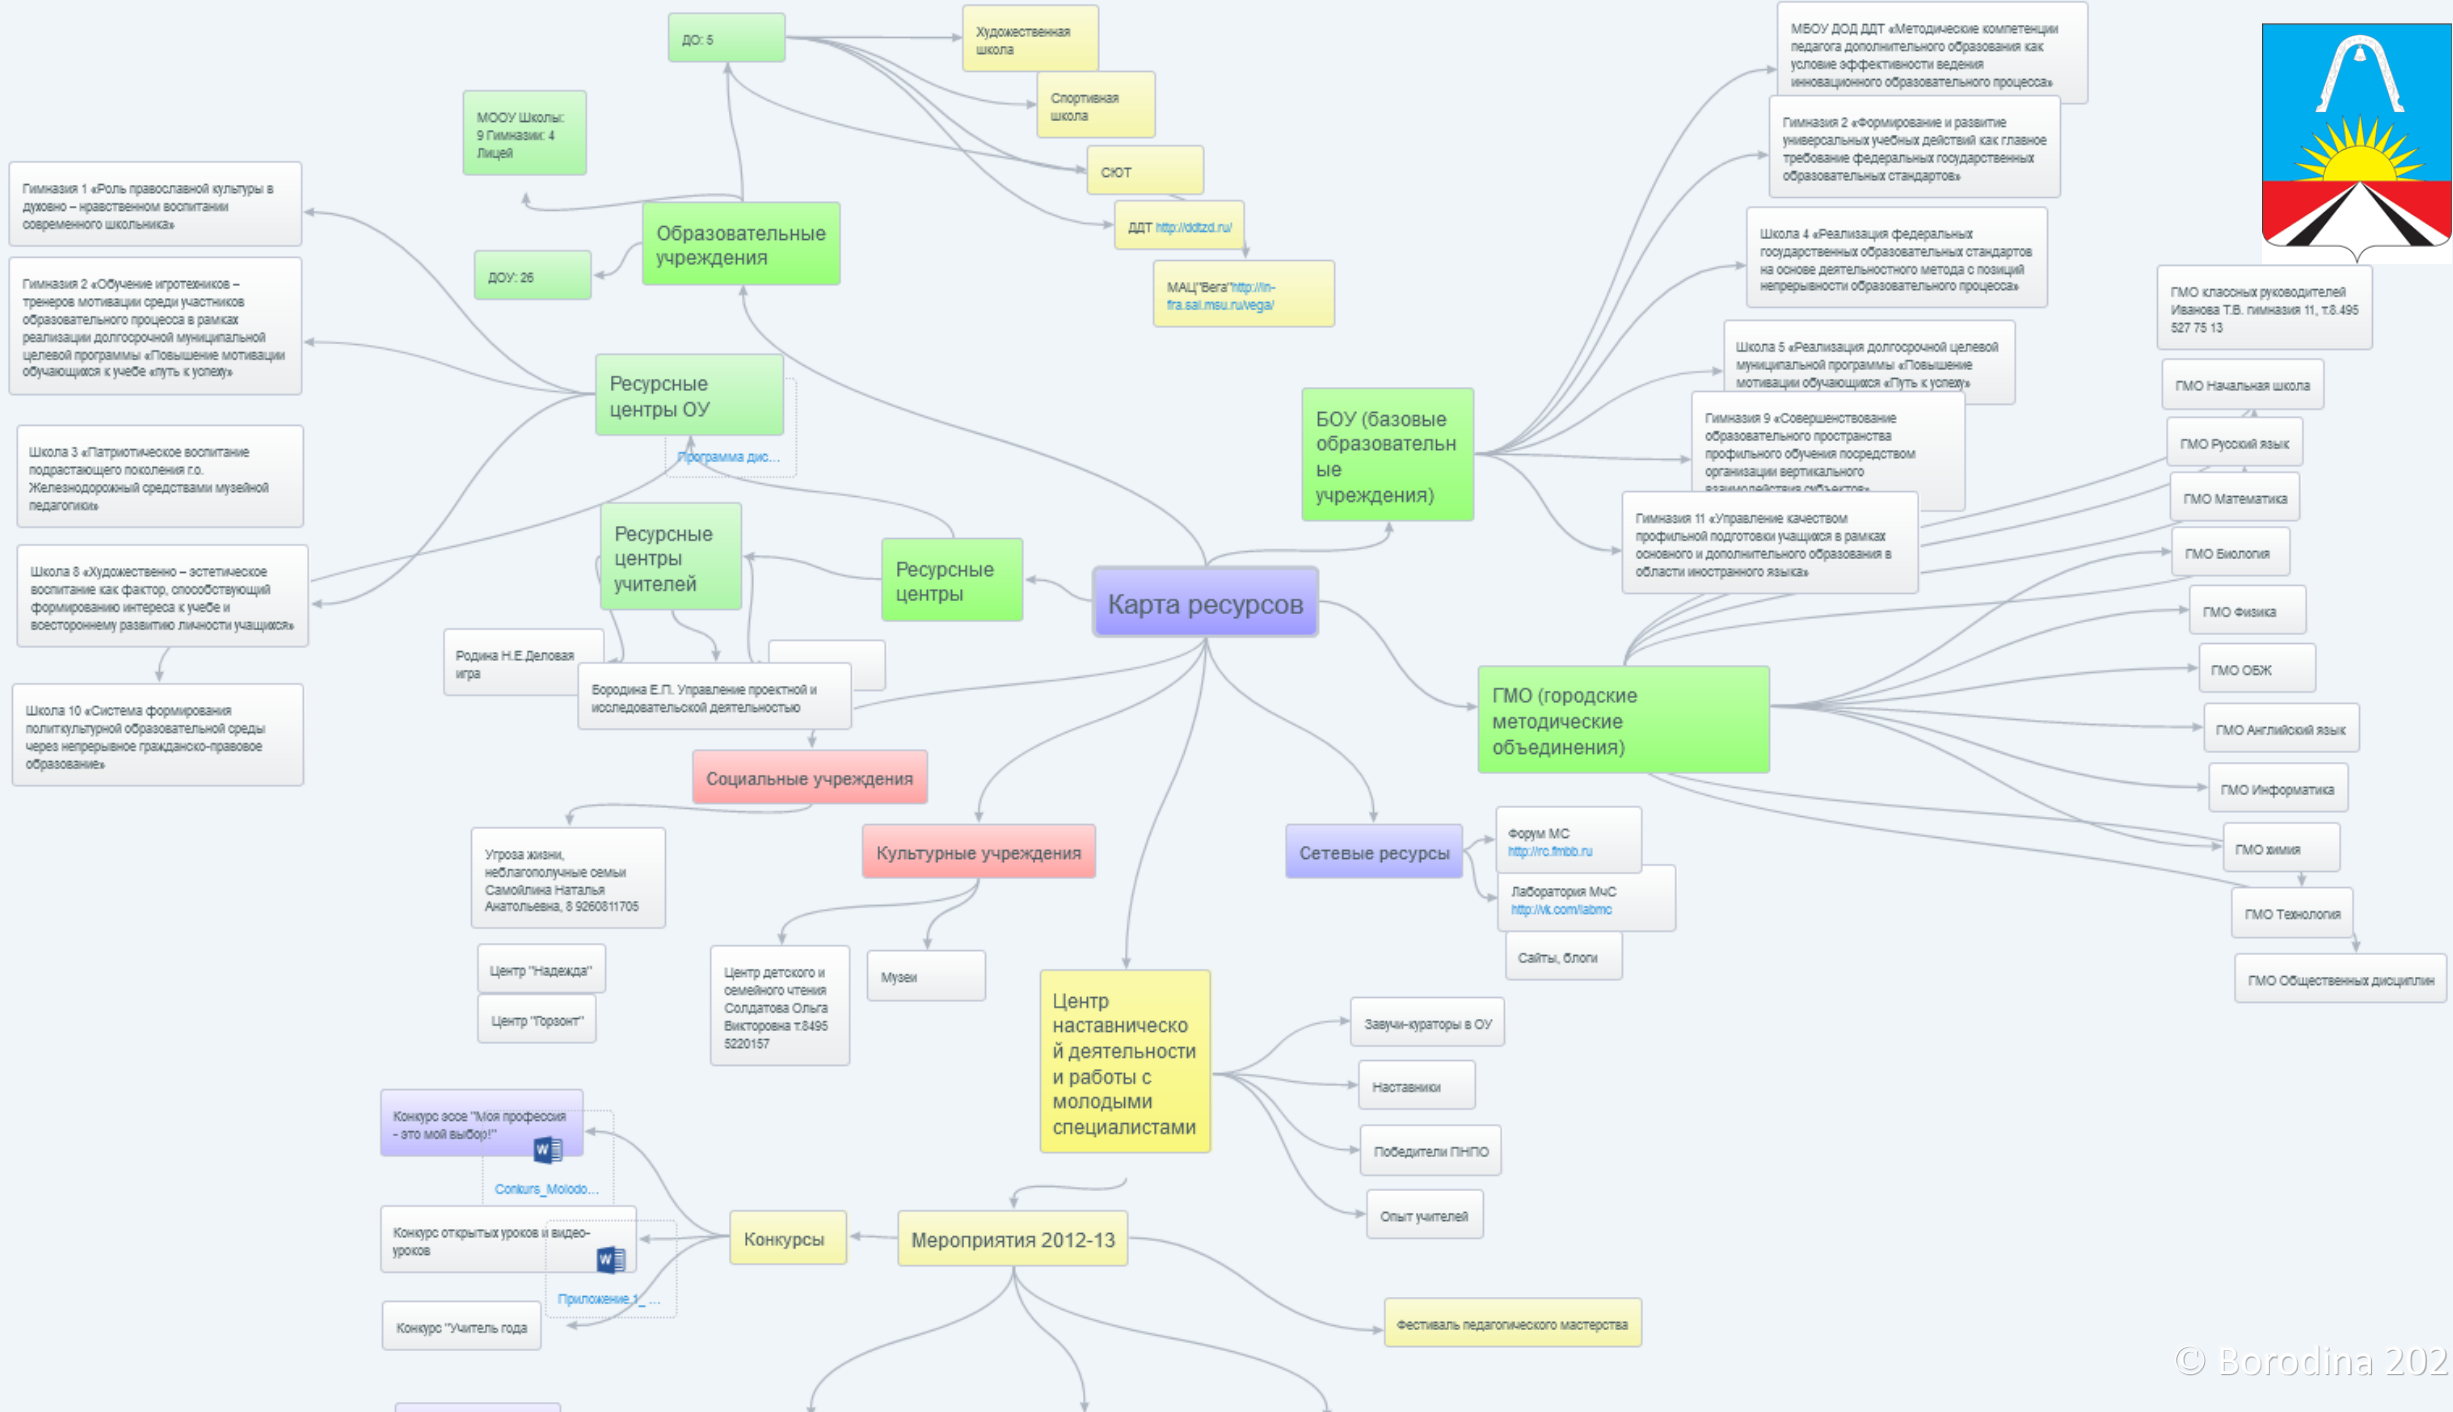 ДО: 5
Художественная
школа
Спортивная
школа
СЮТ
ДДТ http://ddtzd.ru/
МАЦ"Вега"http://in-
fra.sai.msu.ru/vega/
МООУ Школы:
9 Гимназии: 4
Лицей
Образовательные
учреждения
ДОУ: 26
Гимназия 1 «Роль православной культуры в
духовно – нравственном воспитании
современного школьника»
Гимназия 2 «Обучение игротехников –
тренеров мотивации среди участников
образовательного процесса в рамках
реализации долгосрочной муниципальной
целевой программы «Повышение мотивации
обучающихся к учебе «путь к успеху»
Школа 3 «Патриотическое воспитание
подрастающего поколения г.о.
Железнодорожный средствами музейной
педагогики»
Школа 8 «Художественно – эстетическое
воспитание как фактор, способствующий
формированию интереса к учебе и
всестороннему развитию личности учащихся»
Школа 10 «Система формирования
политкультурной образовательной среды
через непрерывное гражданско-правовое
образование»
Ресурсные
центры ОУ
Программа дис...
Ресурсные
центры
учителей
Ресурсные
центры
Карта ресурсов
Родина Н.Е.Деловая
игра
Бородина Е.П. Управление проектной и
исследовательской деятельностью
БОУ (базовые
образовательн
ые
учреждения)
МБОУ ДОД ДДТ «Методические компетенции
педагога дополнительного образования как
условие эффективности ведения
инновационного образовательного процесса»
Гимназия 2 «Формирование и развитие
универсальных учебных действий как главное
требование федеральных государственных
образовательных стандартов»
Школа 4 «Реализация федеральных
государственных образовательных стандартов
на основе деятельностного метода с позиций
непрерывности образовательного процесса»
Школа 5 «Реализация долгосрочной целевой
муниципальной программы «Повышение
мотивации обучающихся «Путь к успеху»
Гимназия 9 «Совершенствование
образовательного пространства
профильного обучения посредством
организации вертикального
взаимодействия субъектов»
Гимназия 11 «Управление качеством
профильной подготовки учащихся в рамках
основного и дополнительного образования в
области иностранного языка»
ГМО классных руководителей
Иванова Т.В. гимназия 11, т.8.495
527 75 13
ГМО Начальная школа
ГМО Русский язык
ГМО Математика
ГМО Биология
ГМО Физика
ГМО ОБЖ
ГМО Английский язык
ГМО Информатика
ГМО химия
ГМО Технология
ГМО Общественных дисциплин
ГМО (городские
методические
объединения)
Социальные учреждения
Угроза жизни,
неблагополучные семьи
Самойлина Наталья
Анатольевна, 8 9260811705
Центр "Надежда"
Центр "Горзонт"
Культурные учреждения
Центр детского и
семейного чтения
Солдатова Ольга
Викторовна т.8495
5220157
Музеи
Сетевые ресурсы
Форум МС
http://rc.fmbb.ru
Лаборатория МиС
http://vk.com/labmc
Сайты, блоги
Центр
наставническо
й деятельности
и работы с
молодыми
специалистами
Завучи-кураторы в ОУ
Наставники
Победители ПНПО
Опыт учителей
Мероприятия 2012-13
Конкурсы
Конкурс эссе "Моя профессия
- это мой выбор!"
Conkurs_Molodo...
Конкурс открытых уроков и видео-
уроков
Приложение 1_ ...
Конкурс "Учитель года
Фестиваль педагогического мастерства
© Borodina 202